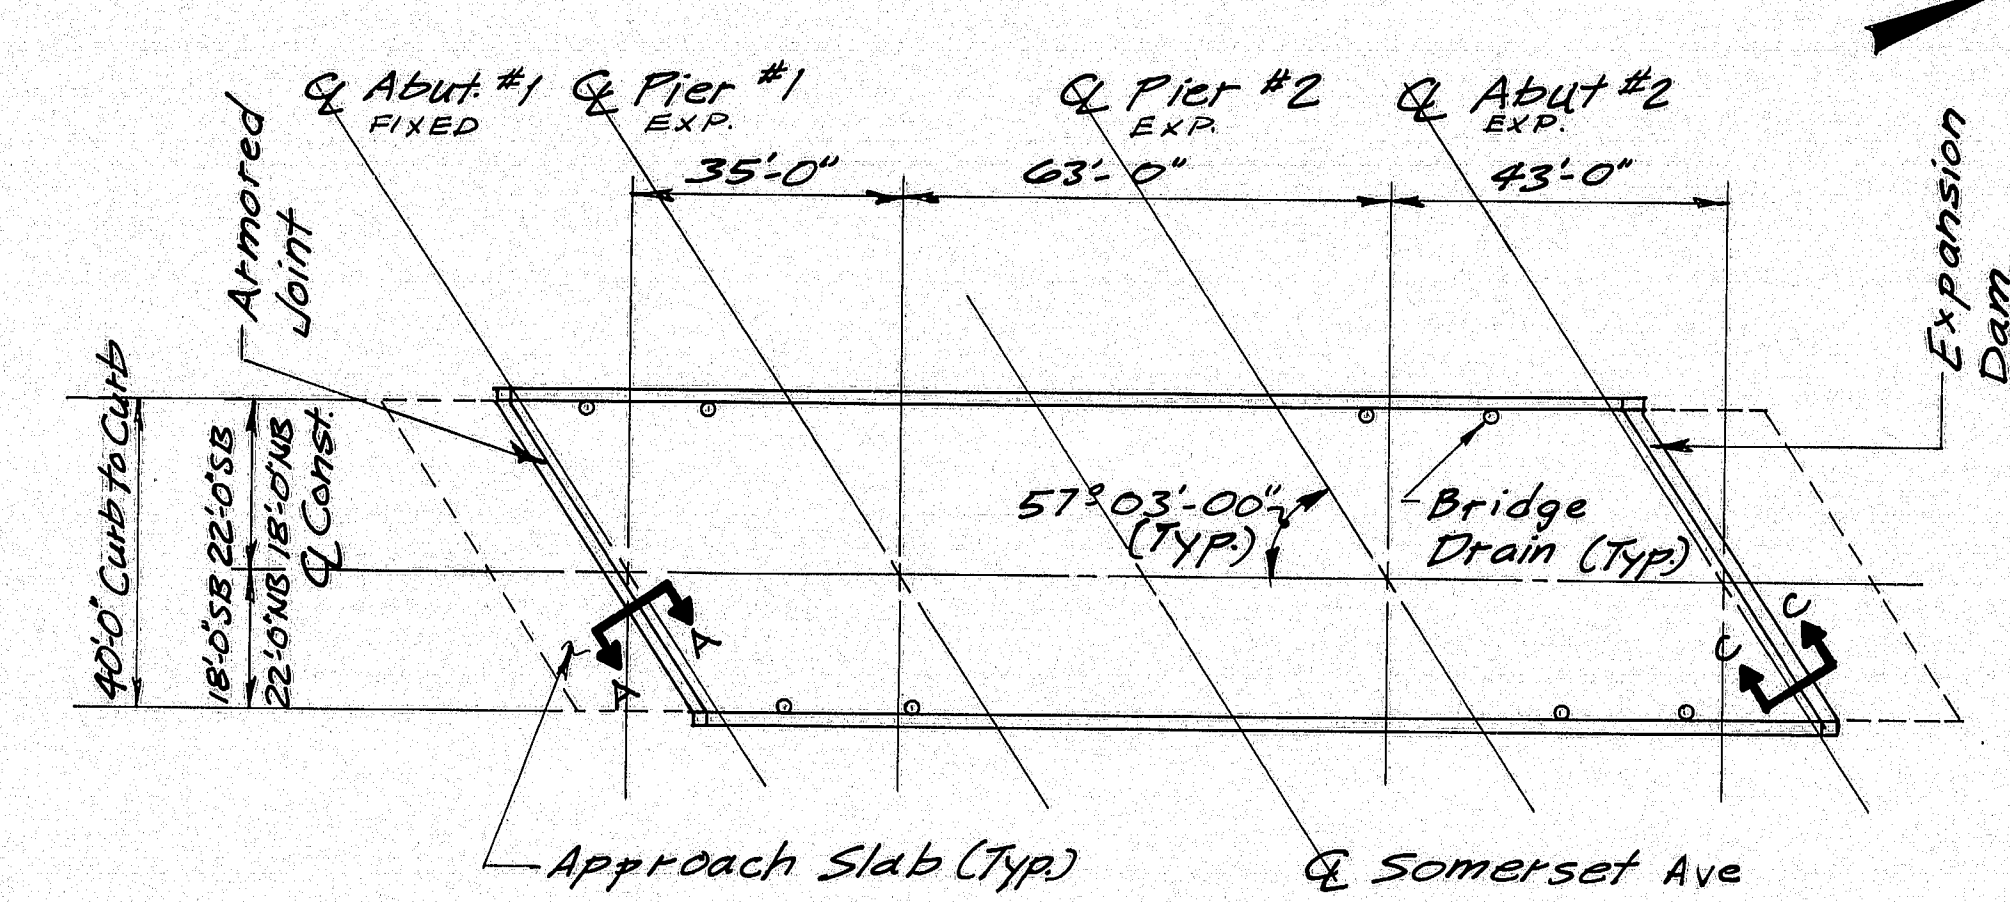 ℄ Abut. #1
FIXED
℄ Pier #1
EXP.
℄ Pier #2
EXP.
℄ Abut #2
EXP.
35'-0"
63'-0"
43'-0"
Armored
Joint
Expansion
Dam
40'-0" Curb to Curb
18'-0" SB 22'-0" SB
22'-0" NB 18'-0" NB
℄ Const.
57° 03'-00"
(Typ.)
Bridge
Drain (Typ.)
A
A
C
C
Approach Slab (Typ.)
℄ Somerset Ave